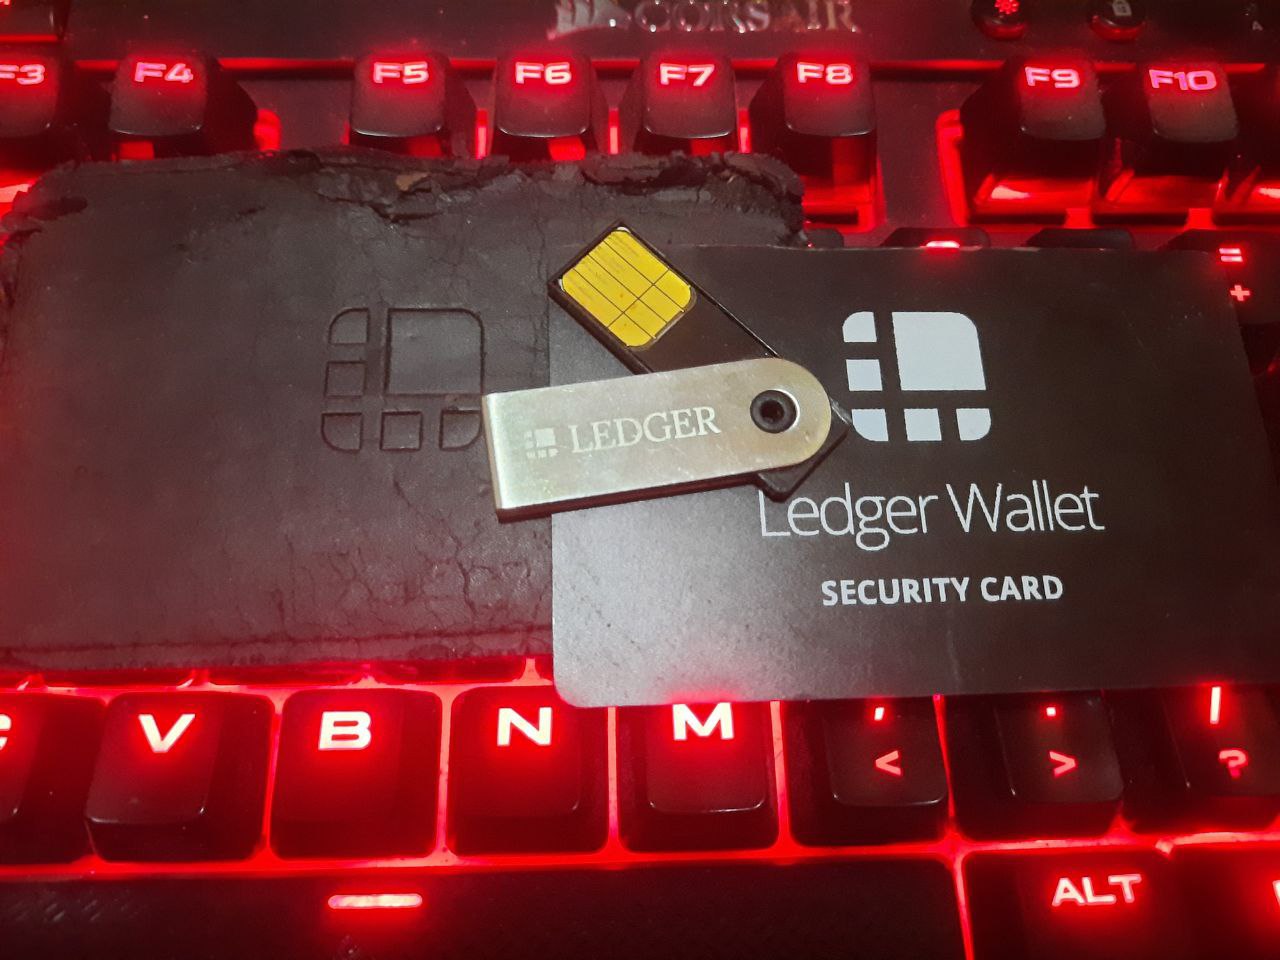 CORSAIR
F3 F4 F5 F6 F7 F8 F9 F10
=
+
LEDGER
Ledger Wallet
SECURITY CARD
C V B N M , . /
< > ?
ALT